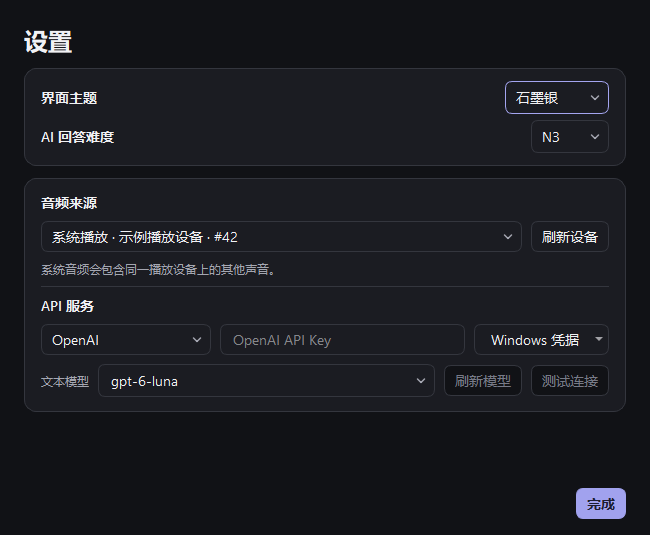 设置
界面主题 石墨银
AI 回答难度 N3
音频来源
系统播放 · 示例播放设备 · #42 刷新设备
系统音频会包含同一播放设备上的其他声音。
API 服务
OpenAI OpenAI API Key Windows 凭据
文本模型 gpt-6-luna 刷新模型 测试连接
完成